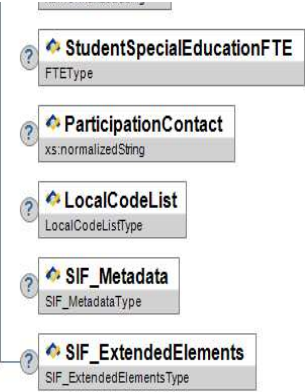 StudentSpecialEducationFTE
FTEType
ParticipationContact
xs:normalizedString
LocalCodeList
LocalCodeListType
SIF_Metadata
SIF_MetadataType
SIF_ExtendedElements
SIF_ExtendedElementsType